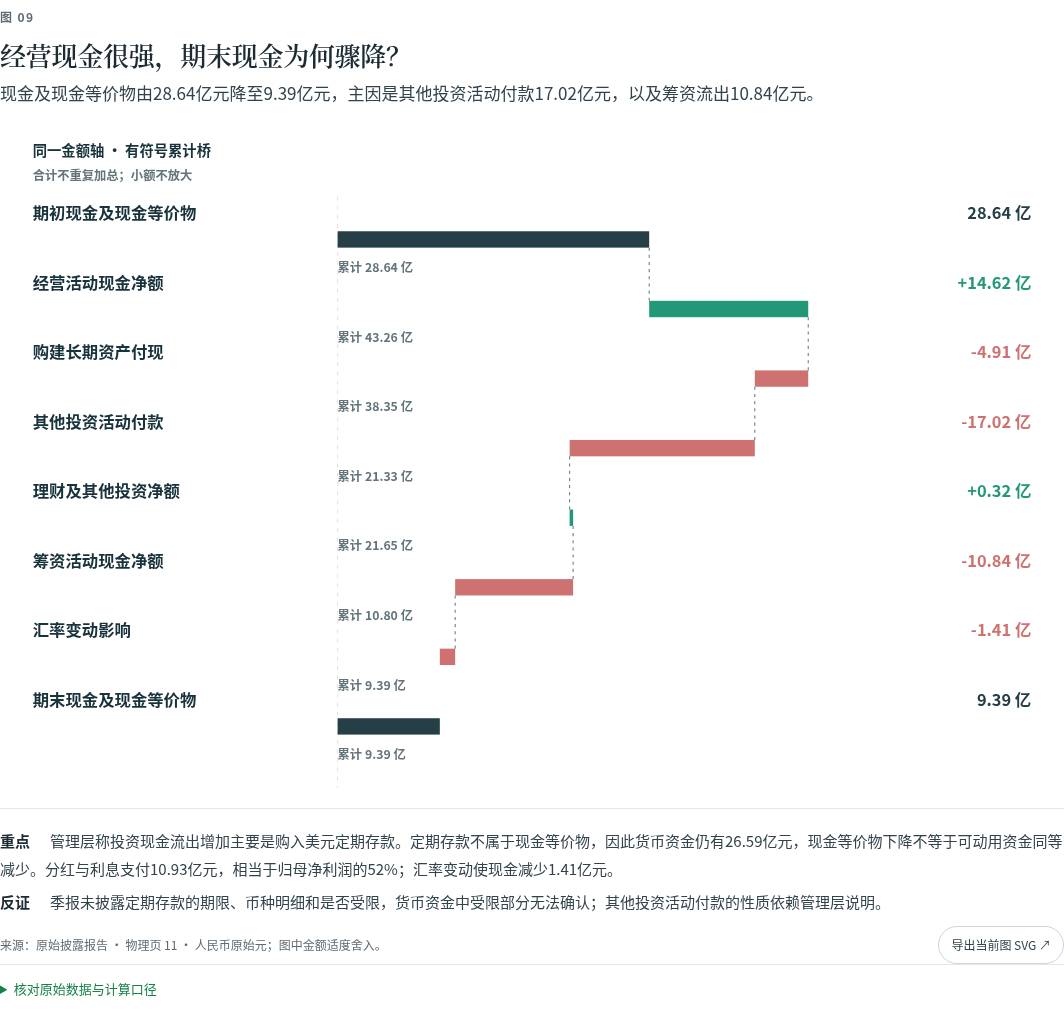 图 09
经营现金很强，期末现金为何骤降？
现金及现金等价物由28.64亿元降至9.39亿元，主因是其他投资活动付款17.02亿元，以及筹资流出10.84亿元。
同一金额轴 · 有符号累计桥
合计不重复加总；小额不放大
期初现金及现金等价物 28.64 亿
累计 28.64 亿
经营活动现金净额 +14.62 亿
累计 43.26 亿
购建长期资产付现 -4.91 亿
累计 38.35 亿
其他投资活动付款 -17.02 亿
累计 21.33 亿
理财及其他投资净额 +0.32 亿
累计 21.65 亿
筹资活动现金净额 -10.84 亿
累计 10.80 亿
汇率变动影响 -1.41 亿
累计 9.39 亿
期末现金及现金等价物 9.39 亿
累计 9.39 亿
重点 管理层称投资现金流出增加主要是购入美元定期存款。定期存款不属于现金等价物，因此货币资金仍有26.59亿元，现金等价物下降不等于可动用资金同等
减少。分红与利息支付10.93亿元，相当于归母净利润的52%；汇率变动使现金减少1.41亿元。
反证 季报未披露定期存款的期限、币种明细和是否受限，货币资金中受限部分无法确认；其他投资活动付款的性质依赖管理层说明。
来源：原始披露报告 · 物理页 11 · 人民币原始元；图中金额适度舍入。
导出当前图 SVG ↗
▶ 核对原始数据与计算口径